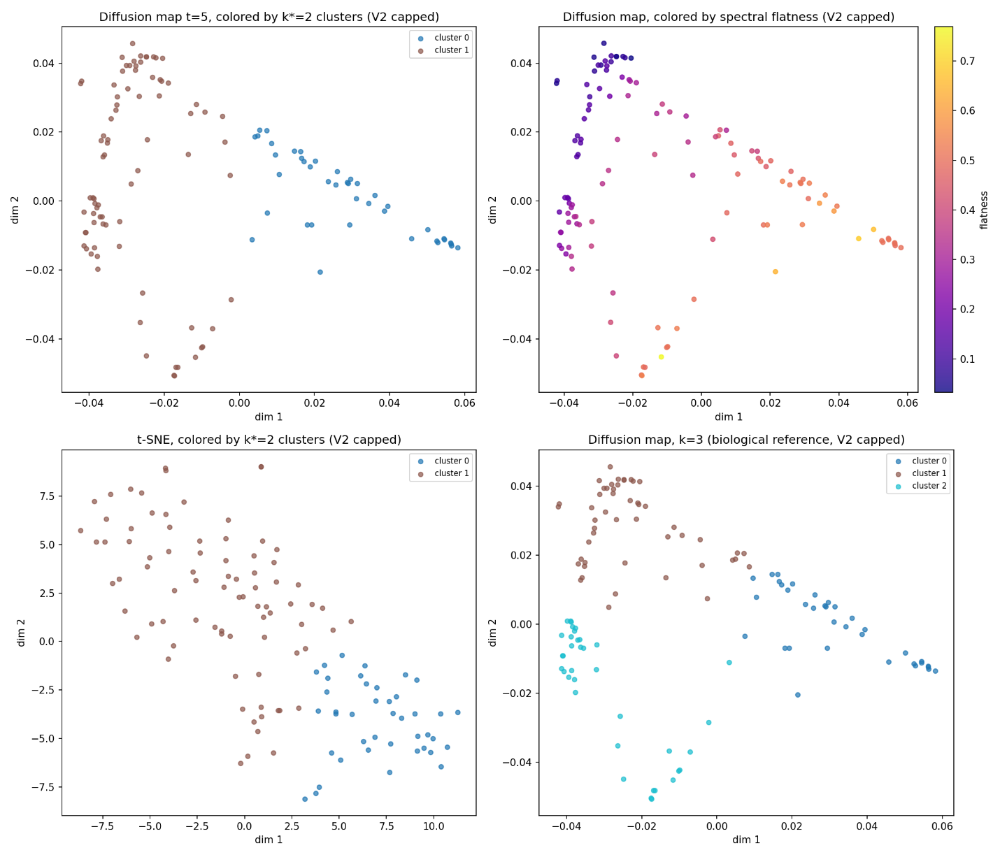 Diffusion map t=5, colored by k*=2 clusters (V2 capped)
cluster 0
cluster 1
0.04
0.02
0.00
−0.02
−0.04
dim 2
−0.04
−0.02
0.00
0.02
0.04
0.06
dim 1
Diffusion map, colored by spectral flatness (V2 capped)
0.04
0.02
0.00
−0.02
−0.04
dim 2
−0.04
−0.02
0.00
0.02
0.04
0.06
dim 1
0.7
0.6
0.5
0.4
0.3
0.2
0.1
flatness
t-SNE, colored by k*=2 clusters (V2 capped)
cluster 0
cluster 1
7.5
5.0
2.5
0.0
−2.5
−5.0
−7.5
dim 2
−7.5
−5.0
−2.5
0.0
2.5
5.0
7.5
10.0
dim 1
Diffusion map, k=3 (biological reference, V2 capped)
cluster 0
cluster 1
cluster 2
0.04
0.02
0.00
−0.02
−0.04
dim 2
−0.04
−0.02
0.00
0.02
0.04
0.06
dim 1